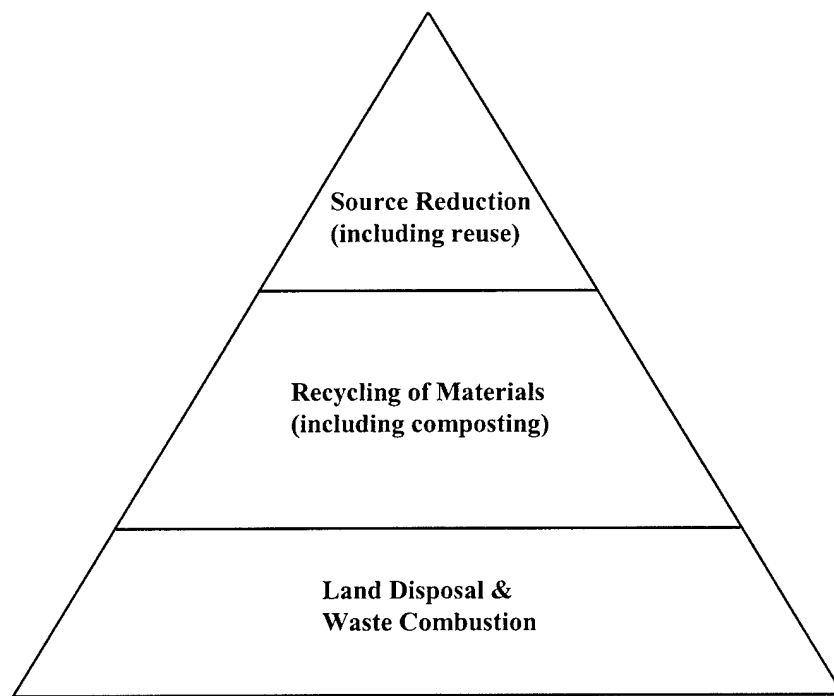 Source Reduction
(including reuse)
Recycling of Materials
(including composting)
Land Disposal &
Waste Combustion